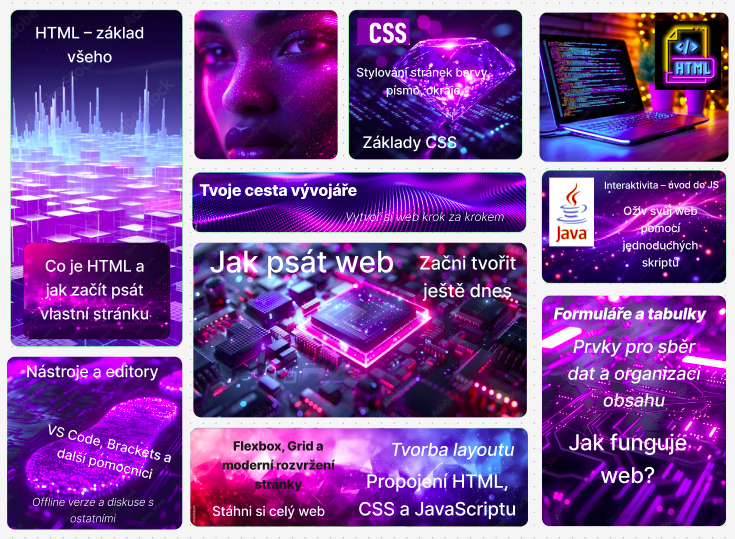 HTML – základ
všeho
Co je HTML a
jak začít psát
vlastní stránku
Nástroje a editory
VS Code, Brackets a
další pomocníci
Offline verze a diskuse s
ostatními
CSS
Stylování stránek barvy,
písmo, okraje
Základy CSS
</>
HTML
Tvoje cesta vývojáře
Vytvoř si web krok za krokem
Jak psát web
Začni tvořit
ještě dnes
Java
Interaktivita – úvod do JS
Oživ svůj web
pomocí
jednoduchých
skriptů
Formuláře a tabulky
Prvky pro sběr
dat a organizaci
obsahu
Jak funguje
web?
Flexbox, Grid a
moderní rozvržení
stránky
Stáhni si celý web
Tvorba layoutu
Propojení HTML,
CSS a JavaScriptu